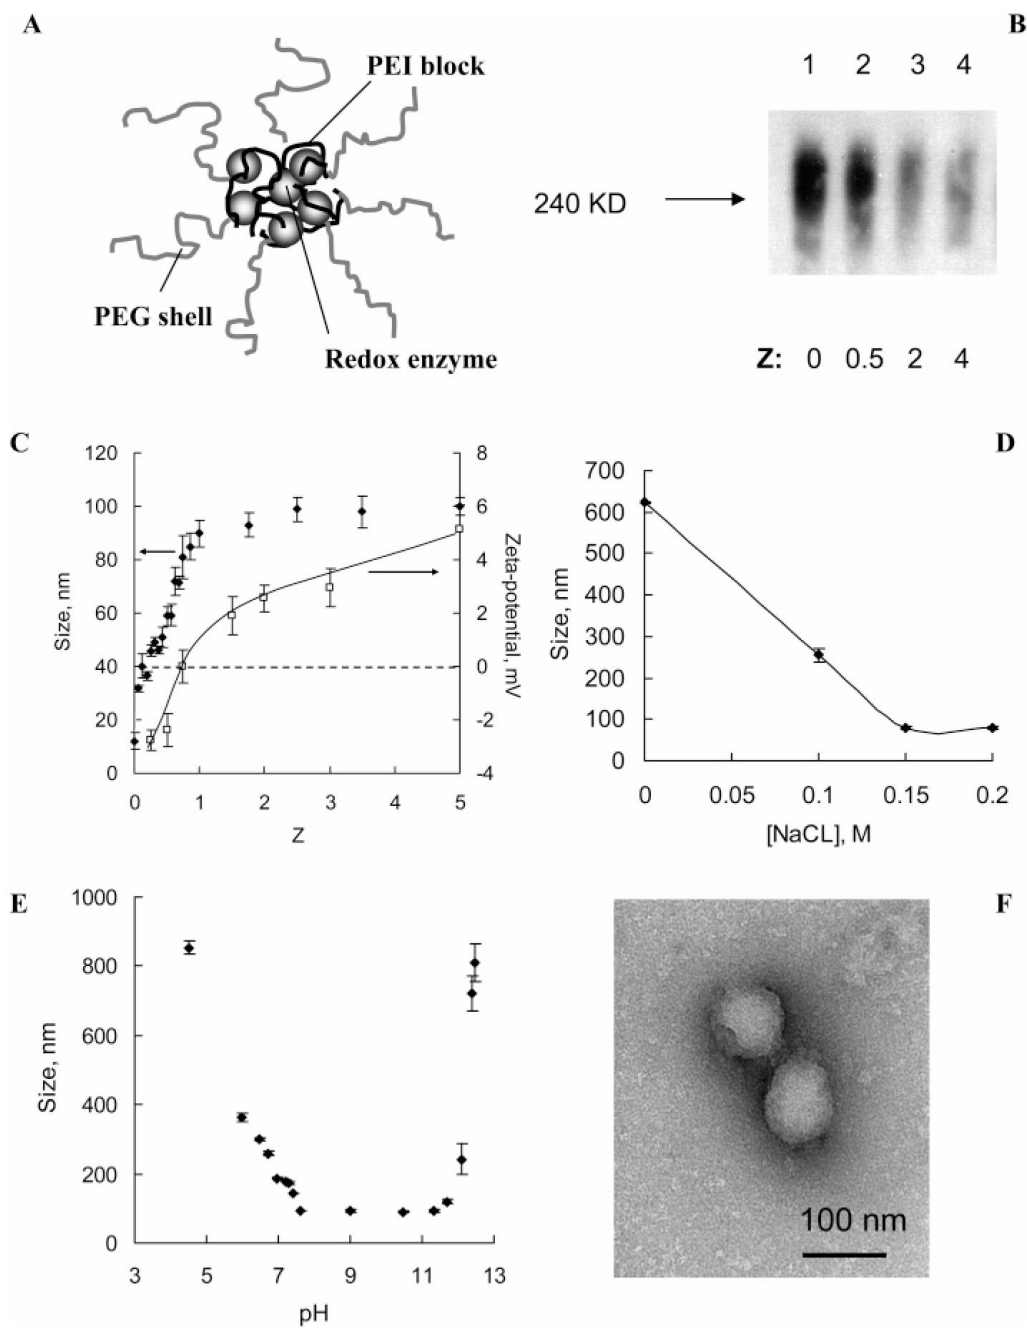 A
PEI block
PEG shell
Redox enzyme
B
1 2 3 4
240 KD
Z: 0 0.5 2 4
C
120
100
80
60
40
20
0
Size, nm
8
6
4
2
0
-2
-4
Zeta-potential, mV
0 1 2 3 4 5
Z
D
700
600
500
400
300
200
100
0
Size, nm
0 0.05 0.1 0.15 0.2
[NaCL], M
E
1000
800
600
400
200
0
Size, nm
3 5 7 9 11 13
pH
F
100 nm